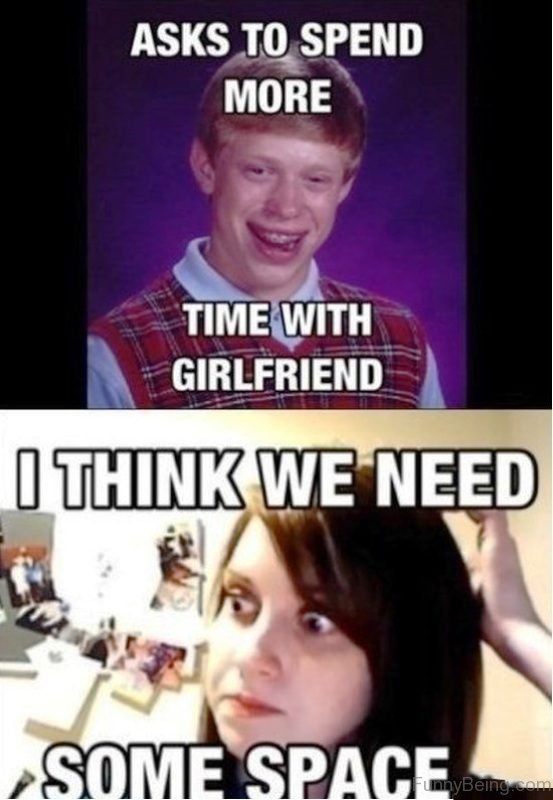 ASKS TO SPEND
MORE
TIME WITH
GIRLFRIEND
I THINK WE NEED
SOME SPACE
FunnyBeing.com